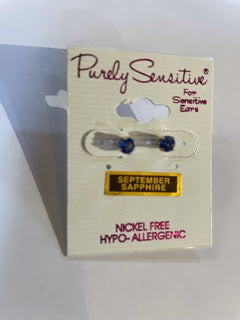 Purely Sensitive®
For
Sensitive
Ears
SEPTEMBER
SAPPHIRE
NICKEL FREE
HYPO-ALLERGENIC